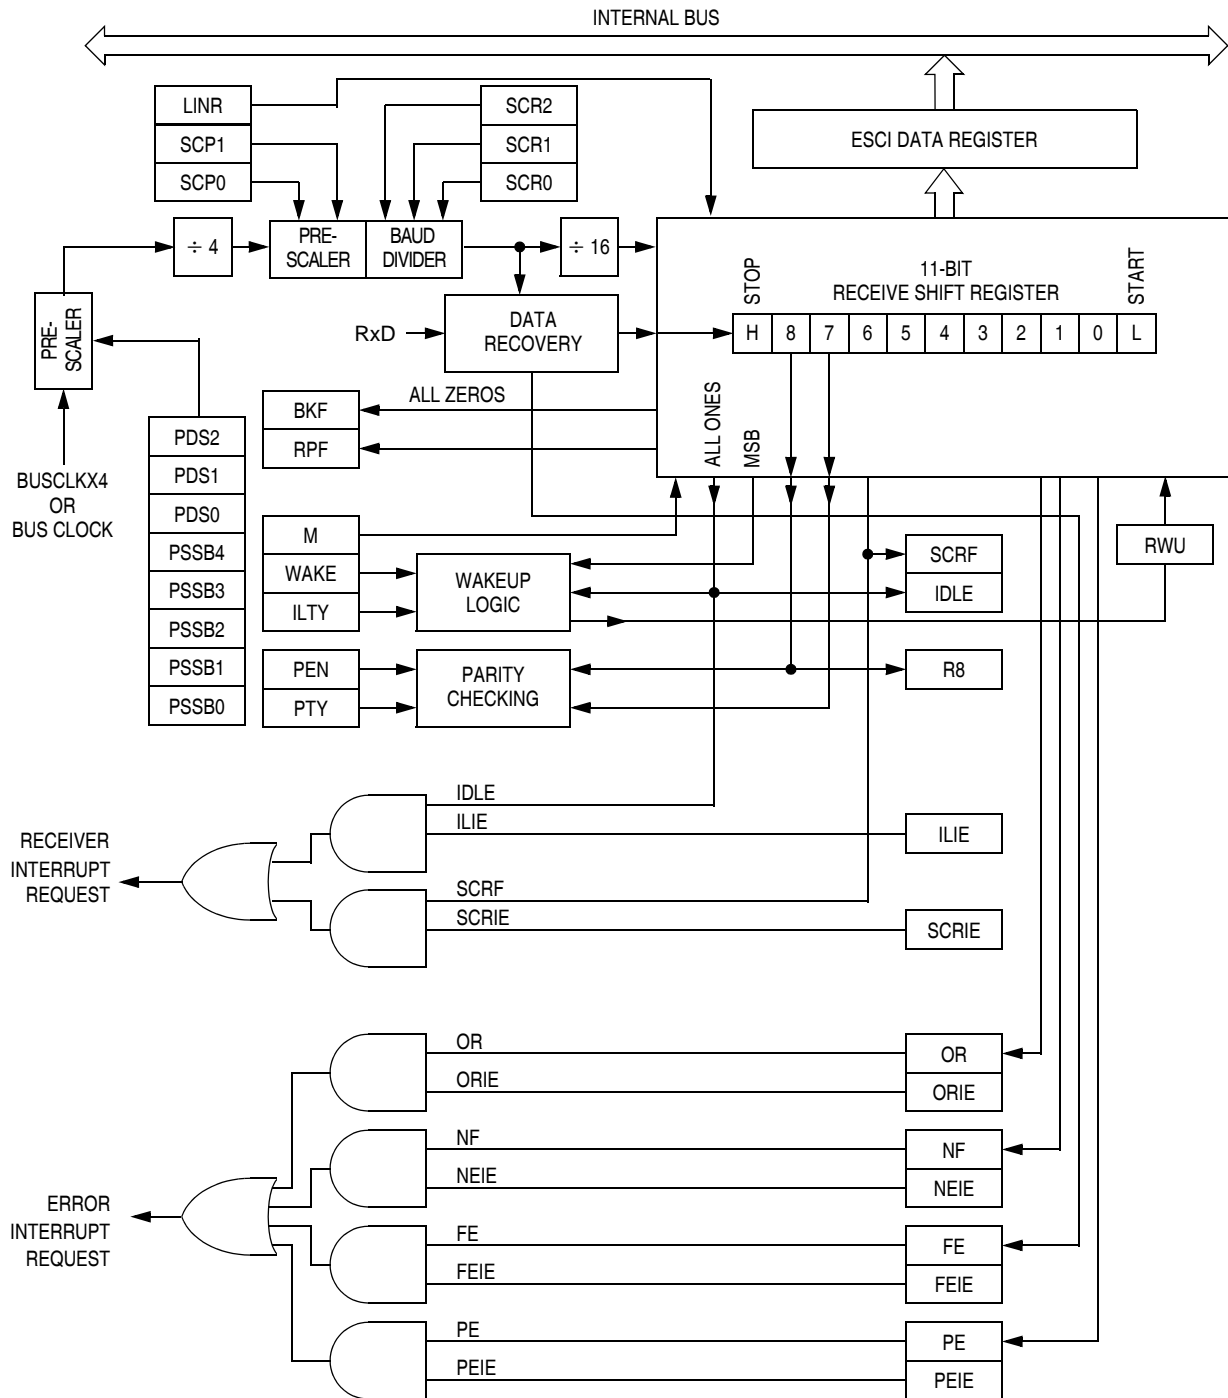 INTERNAL BUS
LINR
SCP1
SCP0
SCR2
SCR1
SCR0
ESCI DATA REGISTER
÷ 4
PRE-
SCALER
BAUD
DIVIDER
÷ 16
PRE-
SCALER
RxD
DATA
RECOVERY
STOP
11-BIT
RECEIVE SHIFT REGISTER
START
H 8 7 6 5 4 3 2 1 0 L
ALL ZEROS
BKF
RPF
ALL ONES
MSB
BUSCLKX4
OR
BUS CLOCK
PDS2
PDS1
PDS0
PSSB4
PSSB3
PSSB2
PSSB1
PSSB0
M
WAKE
ILTY
WAKEUP
LOGIC
SCRF
IDLE
RWU
PEN
PTY
PARITY
CHECKING
R8
RECEIVER
INTERRUPT
REQUEST
IDLE
ILIE
ILIE
SCRF
SCRIE
SCRIE
ERROR
INTERRUPT
REQUEST
OR
OR
ORIE
ORIE
NF
NF
NEIE
NEIE
FE
FE
FEIE
FEIE
PE
PE
PEIE
PEIE